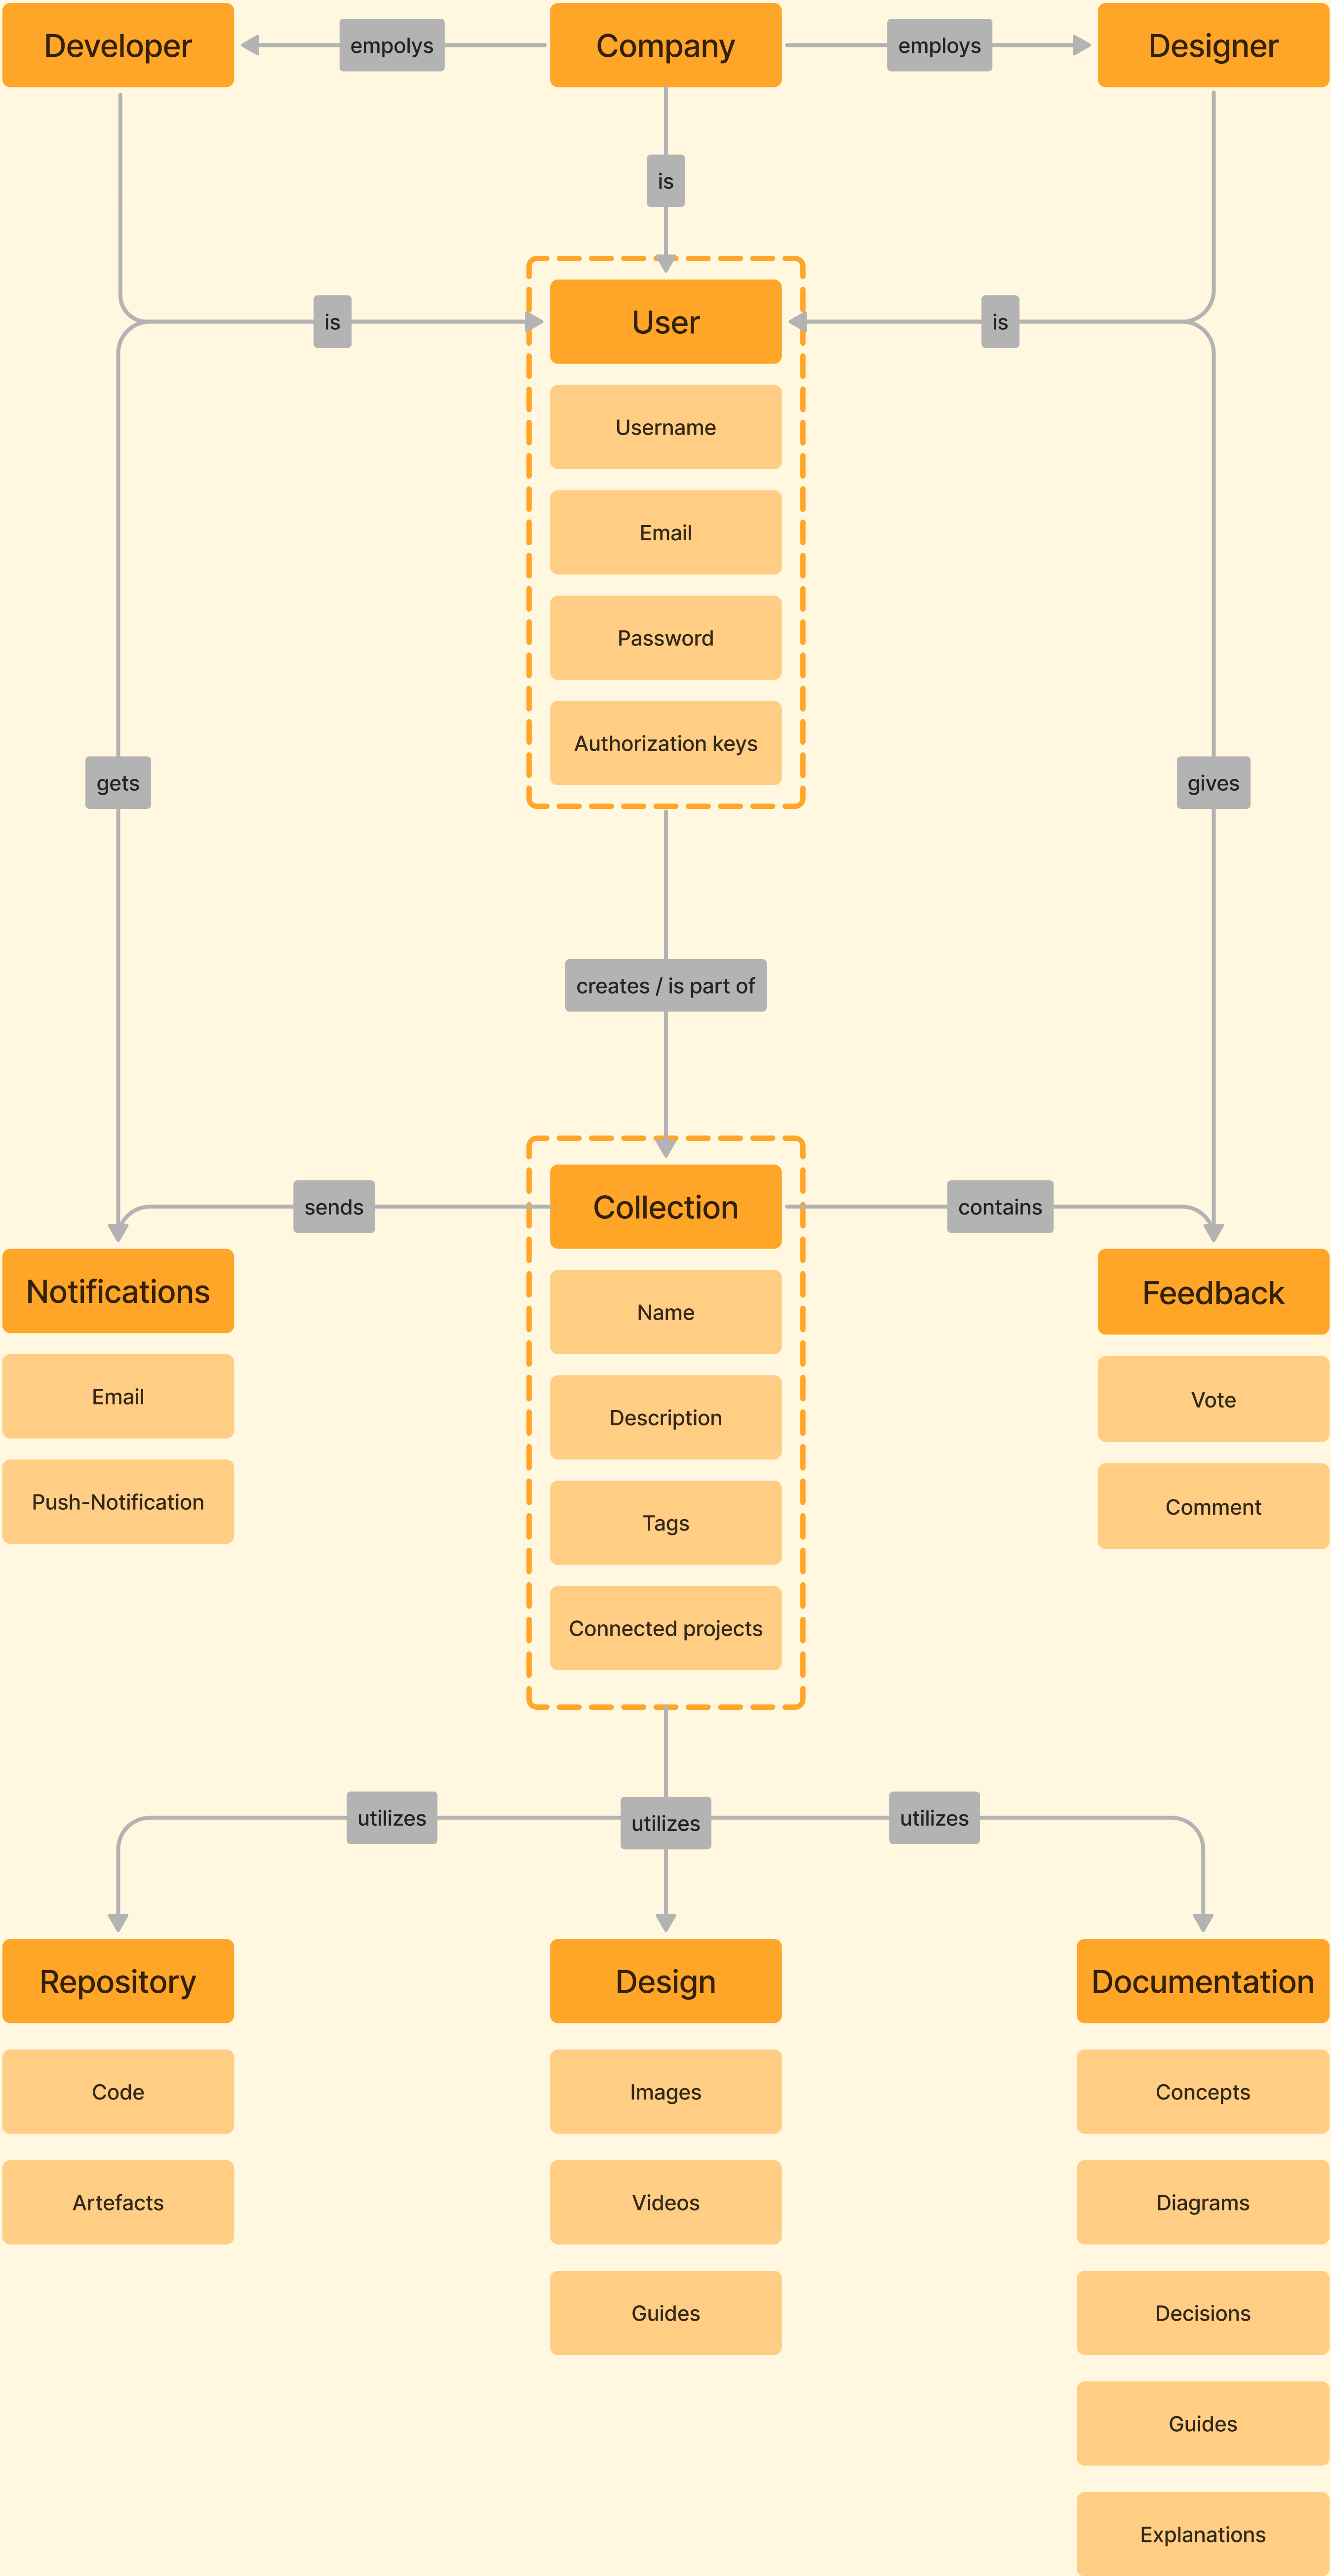 Developer
empolys
Company
employs
Designer
is
is
User
is
Username
Email
Password
Authorization keys
gets
gives
creates / is part of
sends
Collection
contains
Notifications
Email
Push-Notification
Name
Description
Tags
Connected projects
Feedback
Vote
Comment
utilizes
utilizes
utilizes
Repository
Code
Artefacts
Design
Images
Videos
Guides
Documentation
Concepts
Diagrams
Decisions
Guides
Explanations